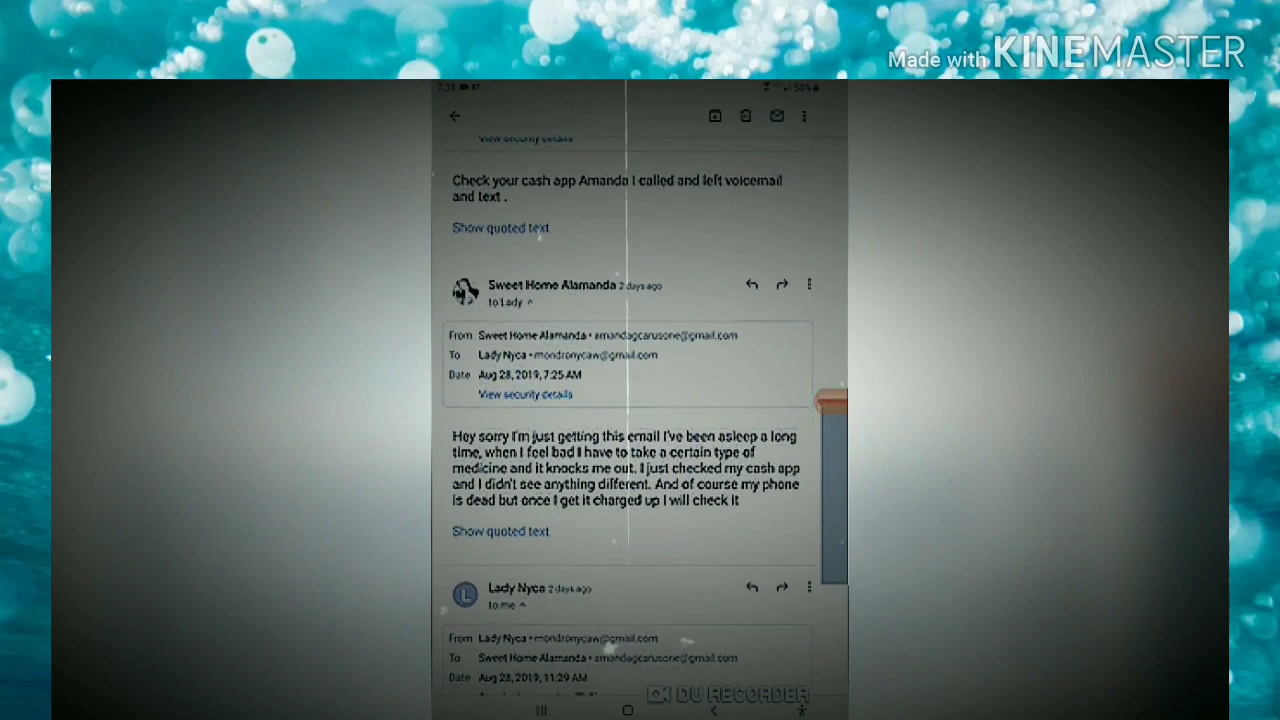 Made with KINEMASTER
View security details
Check your cash app Amanda I called and left voicemail
and text .
Show quoted text
Sweet Home Alamanda 2 days ago
to Lady
From Sweet Home Alamanda • amandagcarusone@gmail.com
To Lady Nyca • mondronycaw@gmail.com
Date Aug 28, 2019, 7:25 AM
View security details
Hey sorry I'm just getting this email I've been asleep a long
time, when I feel bad I have to take a certain type of
medicine and it knocks me out. I just checked my cash app
and I didn't see anything different. And of course my phone
is dead but once I get it charged up I will check it
Show quoted text
L
Lady Nyca 2 days ago
to me
From Lady Nyca • mondronycaw@gmail.com
To Sweet Home Alamanda • amandagcarusone@gmail.com
Date Aug 28, 2019, 11:29 AM
DU RECORDER